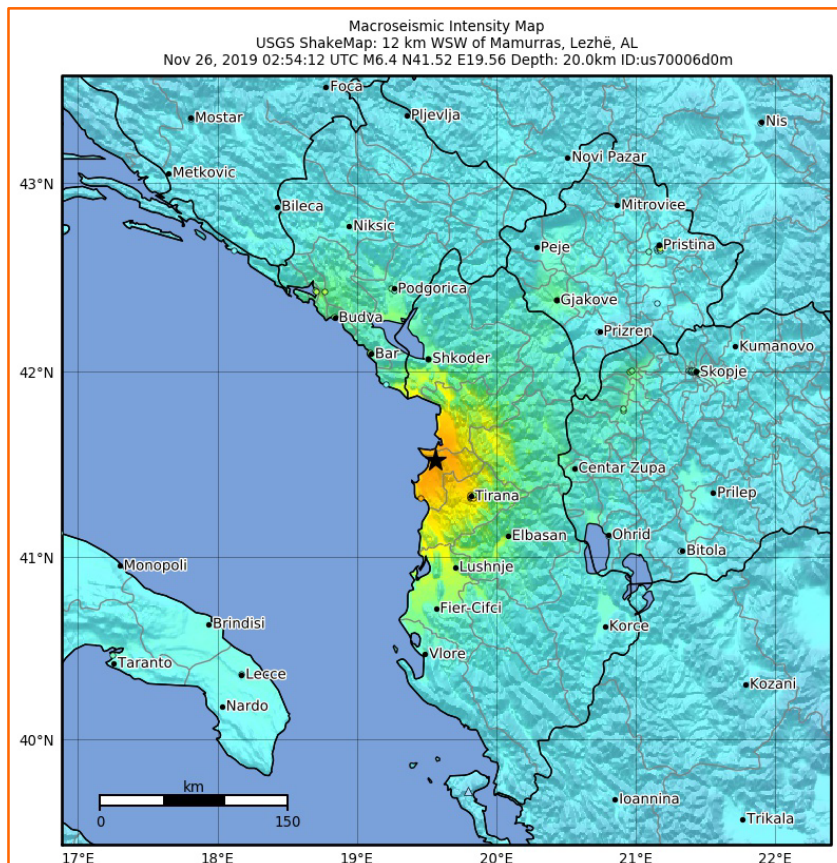 Macroseismic Intensity Map
USGS ShakeMap: 12 km WSW of Mamurras, Lezhë, AL
Nov 26, 2019 02:54:12 UTC M6.4 N41.52 E19.56 Depth: 20.0km ID:us70006d0m
Foca
Mostar
Pljevlja
Nis
Novi Pazar
Metkovic
43°N
Bileca
Mitrovice
Niksic
Peje
Pristina
Podgorica
Gjakove
Budva
Prizren
Kumanovo
Bar
Shkoder
42°N
Skopje
Centar Zupa
Tirana
Prilep
Elbasan
Ohrid
Bitola
41°N
Monopoli
Lushnje
Fier-Cifci
Brindisi
Korce
Taranto
Vlore
Lecce
Kozani
Nardo
40°N
km
0 150
Ioannina
Trikala
17°E 18°E 19°E 20°E 21°E 22°E